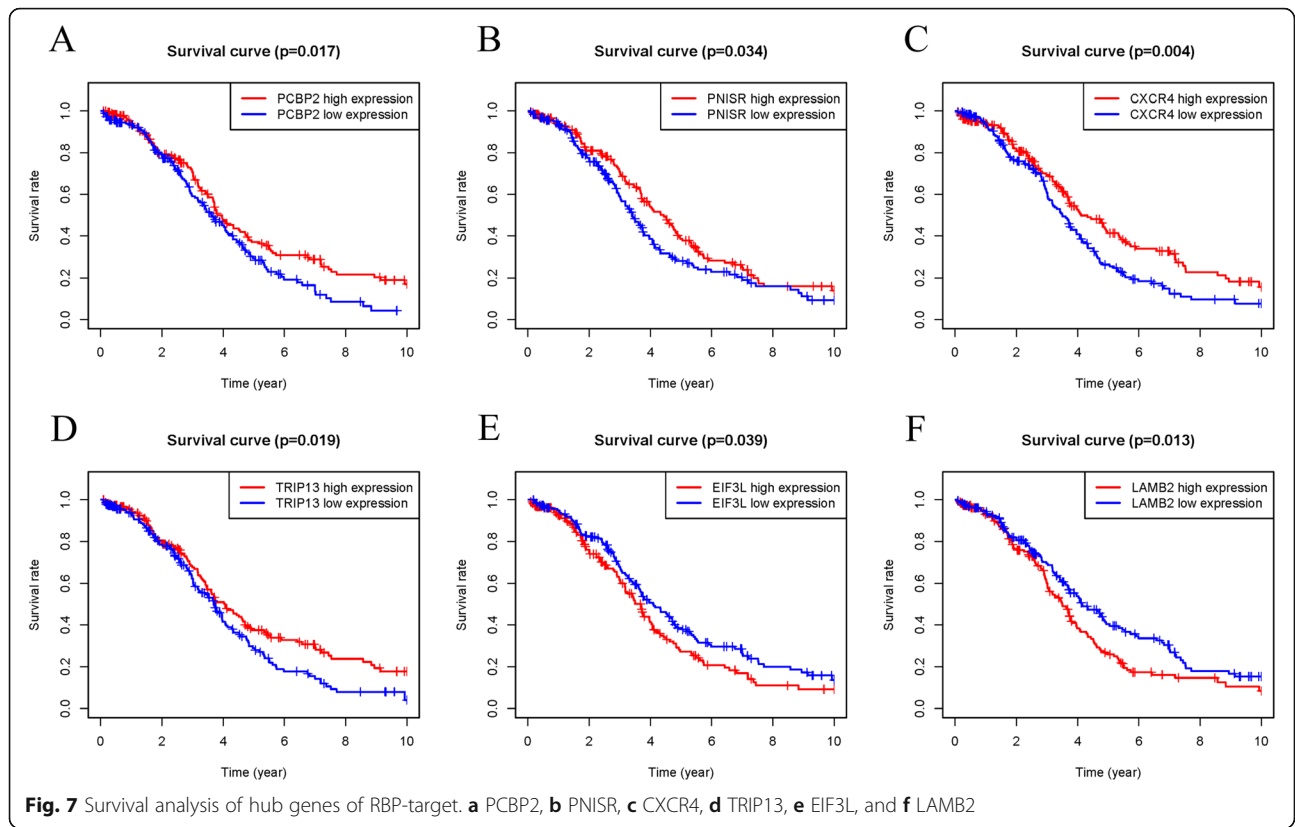 A
Survival curve (p=0.017)
PCBP2 high expression
PCBP2 low expression
Survival rate
1.0
0.8
0.6
0.4
0.2
0.0
0 2 4 6 8 10
Time (year)
B
Survival curve (p=0.034)
PNISR high expression
PNISR low expression
Survival rate
1.0
0.8
0.6
0.4
0.2
0.0
0 2 4 6 8 10
Time (year)
C
Survival curve (p=0.004)
CXCR4 high expression
CXCR4 low expression
Survival rate
1.0
0.8
0.6
0.4
0.2
0.0
0 2 4 6 8 10
Time (year)
D
Survival curve (p=0.019)
TRIP13 high expression
TRIP13 low expression
Survival rate
1.0
0.8
0.6
0.4
0.2
0.0
0 2 4 6 8 10
Time (year)
E
Survival curve (p=0.039)
EIF3L high expression
EIF3L low expression
Survival rate
1.0
0.8
0.6
0.4
0.2
0.0
0 2 4 6 8 10
Time (year)
F
Survival curve (p=0.013)
LAMB2 high expression
LAMB2 low expression
Survival rate
1.0
0.8
0.6
0.4
0.2
0.0
0 2 4 6 8 10
Time (year)
Fig. 7 Survival analysis of hub genes of RBP-target. a PCBP2, b PNISR, c CXCR4, d TRIP13, e EIF3L, and f LAMB2